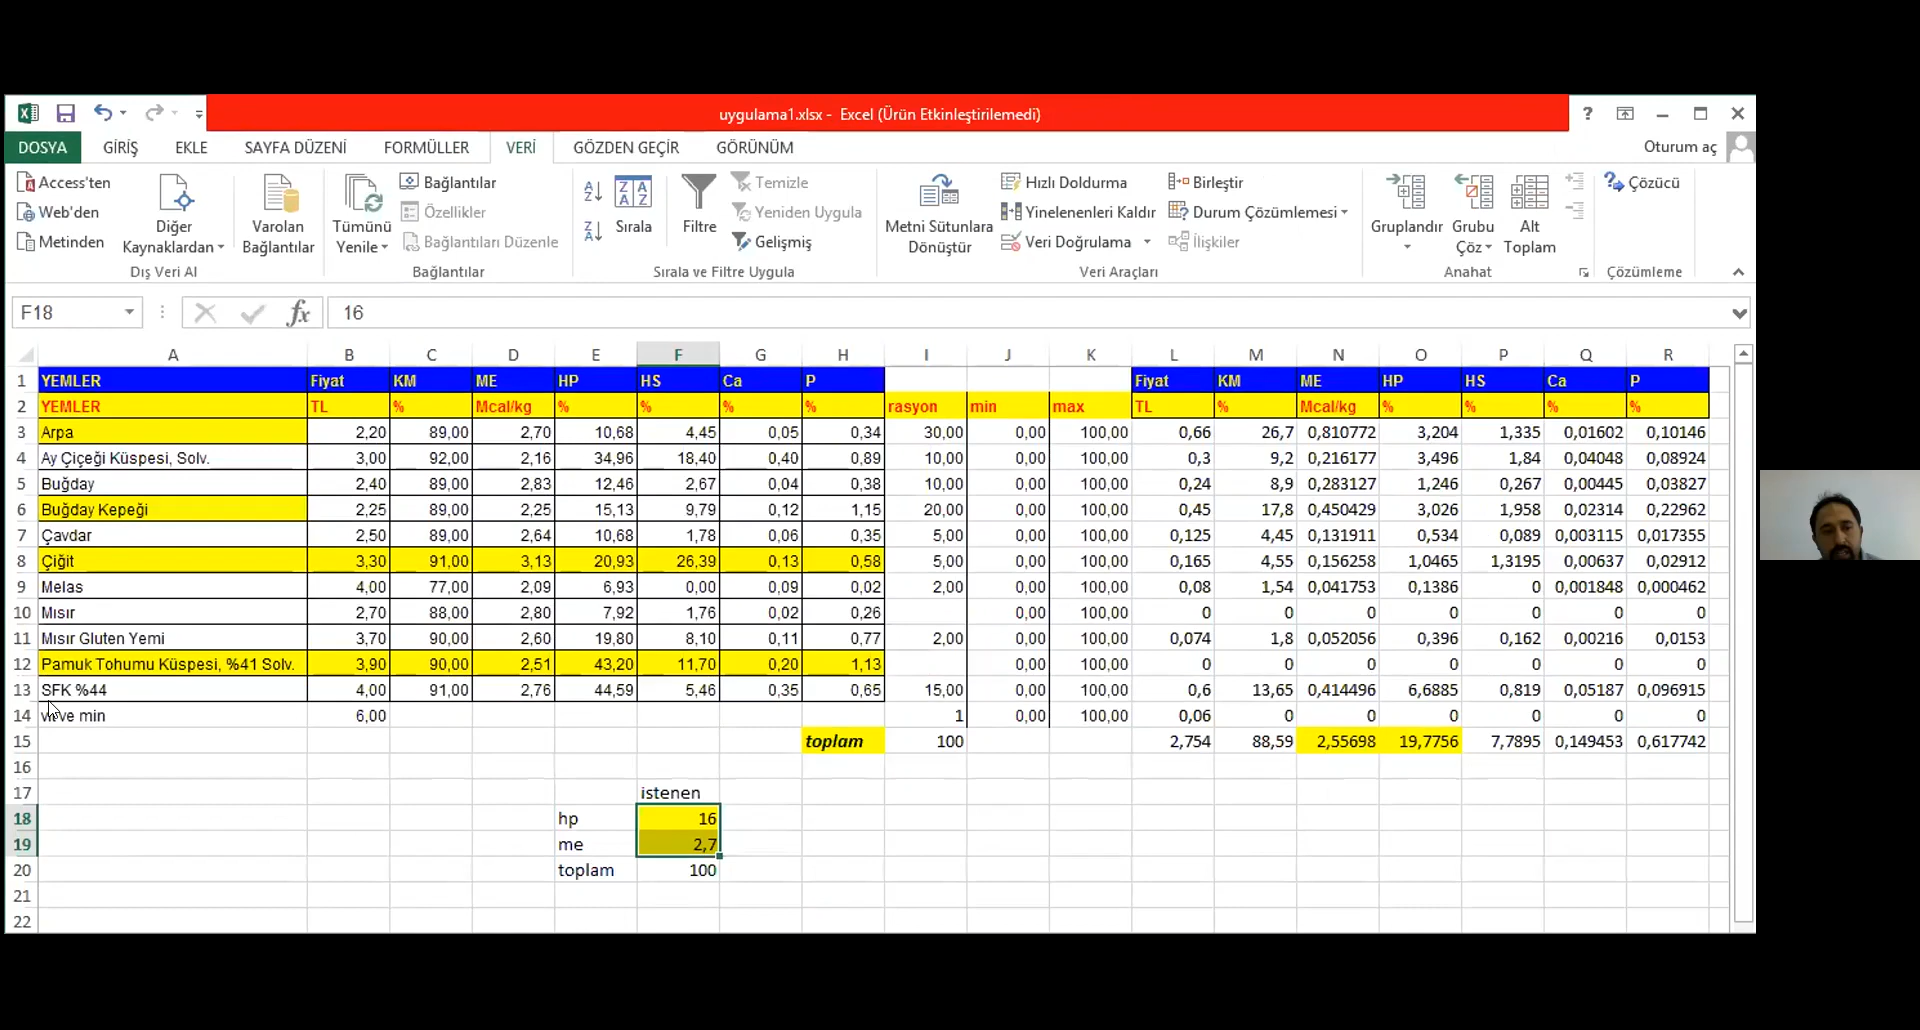 uygulama1.xlsx - Excel (Ürün Etkinleştirilemedi)
DOSYA GİRİŞ EKLE SAYFA DÜZENİ FORMÜLLER VERİ GÖZDEN GEÇİR GÖRÜNÜM Oturum aç
Access'ten
Web'den
Metinden
Diğer Kaynaklardan
Dış Veri Al
Varolan Bağlantılar
Tümünü Yenile
Bağlantılar
Özellikler
Bağlantıları Düzenle
Bağlantılar
Sırala
Filtre
Temizle
Yeniden Uygula
Gelişmiş
Sırala ve Filtre Uygula
Metni Sütunlara Dönüştür
Hızlı Doldurma
Yinelenenleri Kaldır
Veri Doğrulama
Birleştir
Durum Çözümlemesi
İlişkiler
Veri Araçları
Gruplandır
Grubu Çöz
Alt Toplam
Anahat
Çözücü
Çözümleme
F18 fx 16
A B C D E F G H I J K L M N O P Q R
1 YEMLER Fiyat KM ME HP HS Ca P Fiyat KM ME HP HS Ca P
2 YEMLER TL % Mcal/kg % % % % rasyon min max TL % Mcal/kg % % % %
3 Arpa 2,20 89,00 2,70 10,68 4,45 0,05 0,34 30,00 0,00 100,00 0,66 26,7 0,810772 3,204 1,335 0,01602 0,10146
4 Ay Çiçeği Küspesi, Solv. 3,00 92,00 2,16 34,96 18,40 0,40 0,89 10,00 0,00 100,00 0,3 9,2 0,216177 3,496 1,84 0,04048 0,08924
5 Buğday 2,40 89,00 2,83 12,46 2,67 0,04 0,38 10,00 0,00 100,00 0,24 8,9 0,283127 1,246 0,267 0,00445 0,03827
6 Buğday Kepeği 2,25 89,00 2,25 15,13 9,79 0,12 1,15 20,00 0,00 100,00 0,45 17,8 0,450429 3,026 1,958 0,02314 0,22962
7 Çavdar 2,50 89,00 2,64 10,68 1,78 0,06 0,35 5,00 0,00 100,00 0,125 4,45 0,131911 0,534 0,089 0,003115 0,017355
8 Çiğit 3,30 91,00 3,13 20,93 26,39 0,13 0,58 5,00 0,00 100,00 0,165 4,55 0,156258 1,0465 1,3195 0,00637 0,02912
9 Melas 4,00 77,00 2,09 6,93 0,00 0,09 0,02 2,00 0,00 100,00 0,08 1,54 0,041753 0,1386 0 0,001848 0,000462
10 Mısır 2,70 88,00 2,80 7,92 1,76 0,02 0,26 0,00 100,00 0 0 0 0 0 0 0
11 Mısır Gluten Yemi 3,70 90,00 2,60 19,80 8,10 0,11 0,77 2,00 0,00 100,00 0,074 1,8 0,052056 0,396 0,162 0,00216 0,0153
12 Pamuk Tohumu Küspesi, %41 Solv. 3,90 90,00 2,51 43,20 11,70 0,20 1,13 0,00 100,00 0 0 0 0 0 0 0
13 SFK %44 4,00 91,00 2,76 44,59 5,46 0,35 0,65 15,00 0,00 100,00 0,6 13,65 0,414496 6,6885 0,819 0,05187 0,096915
14 min 6,00 1 0,00 100,00 0,06 0 0 0 0 0 0
15 toplam 100 2,754 88,59 2,55698 19,7756 7,7895 0,149453 0,617742
16
17 istenen
18 hp 16
19 me 2,7
20 toplam 100
21
22